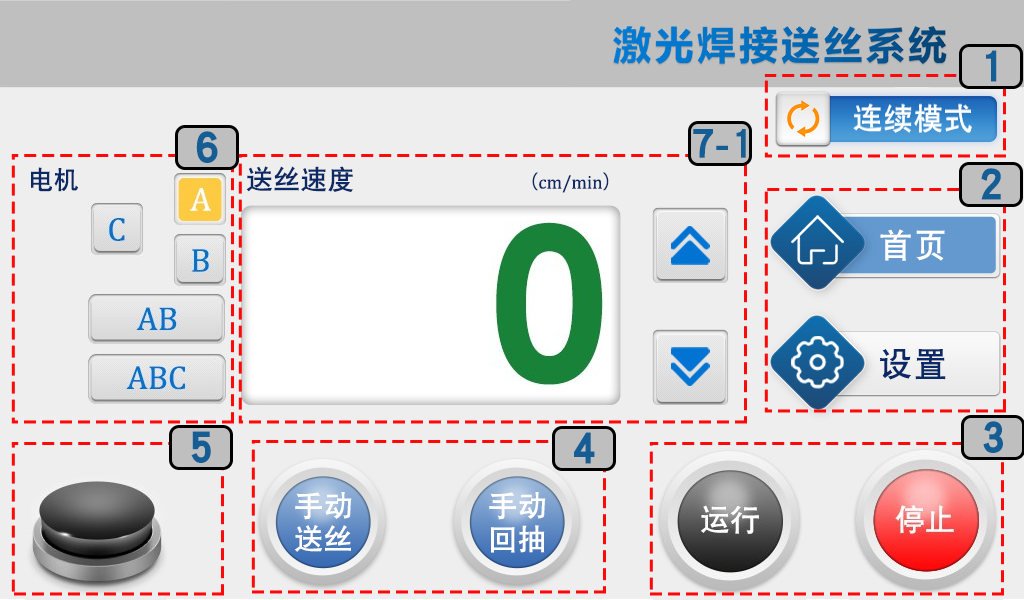 激光焊接送丝系统
1
连续模式
6
7-1
电机
A
送丝速度
(cm/min)
2
C
B
0
首页
AB
设置
ABC
5
4
3
手动
送丝
手动
回抽
运行
停止